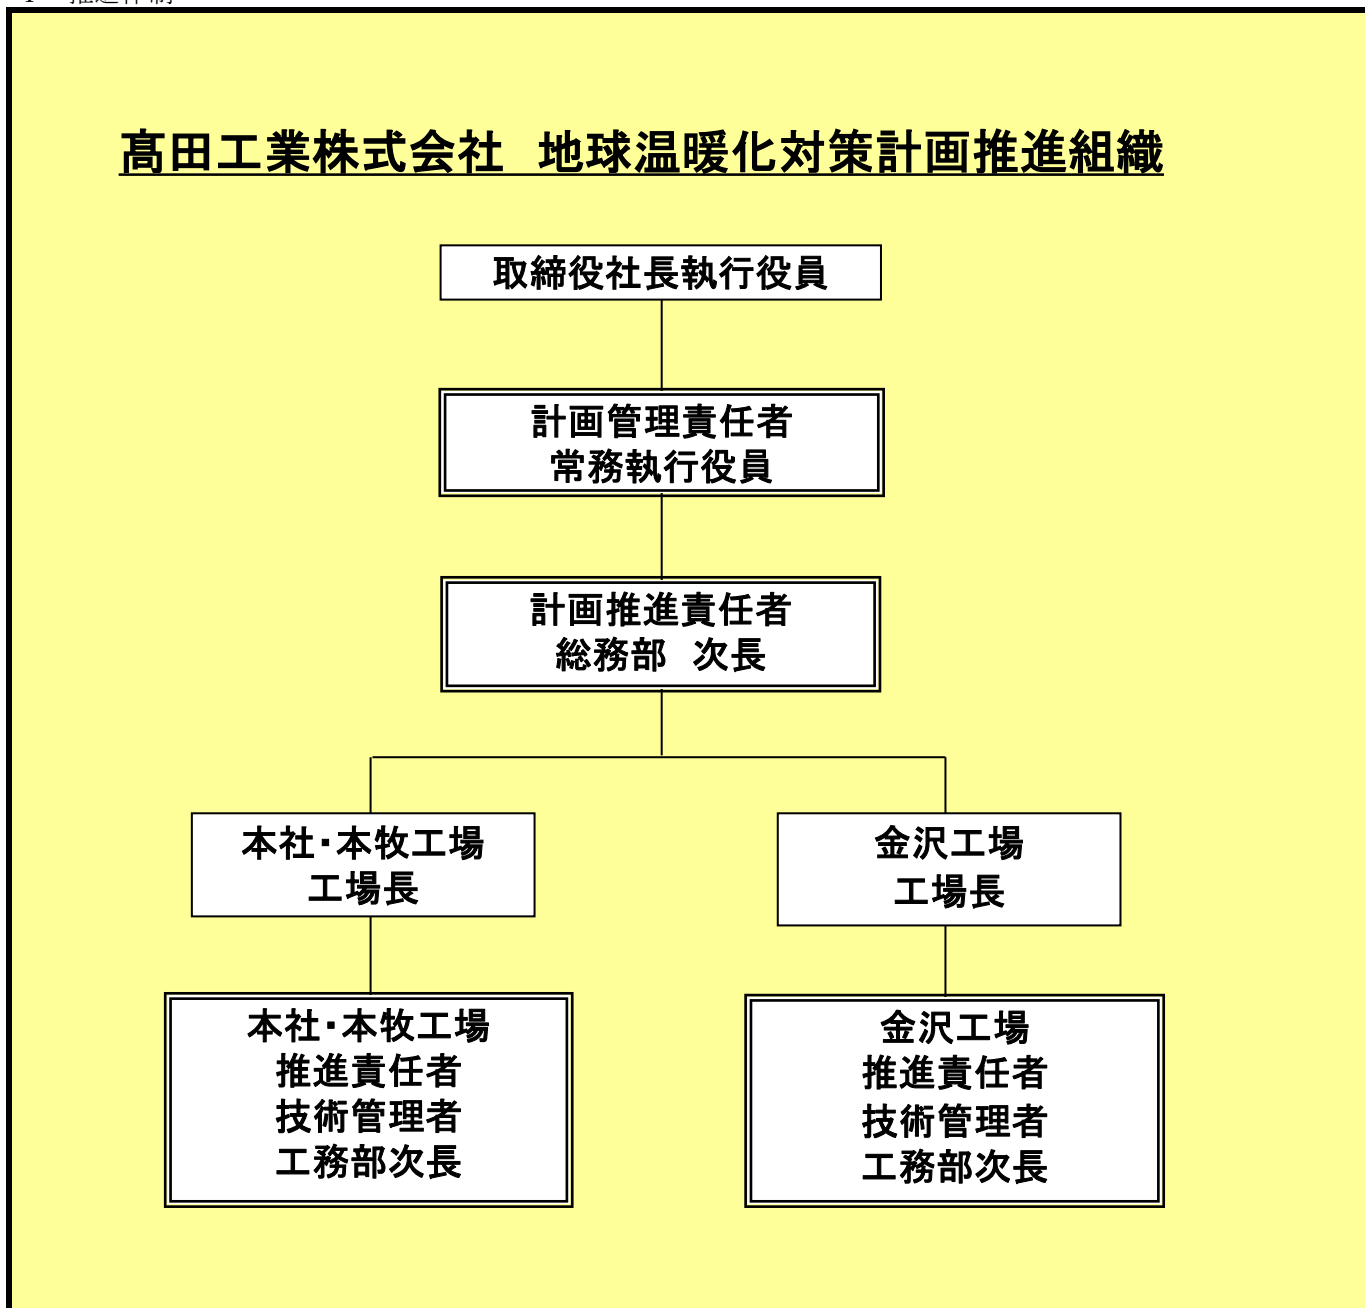 髙田工業株式会社　地球温暖化対策計画推進組織
取締役社長執行役員
計画管理責任者
常務執行役員
計画推進責任者
総務部　次長
本社・本牧工場
工場長
金沢工場
工場長
本社・本牧工場
推進責任者
技術管理者
工務部次長
金沢工場
推進責任者
技術管理者
工務部次長